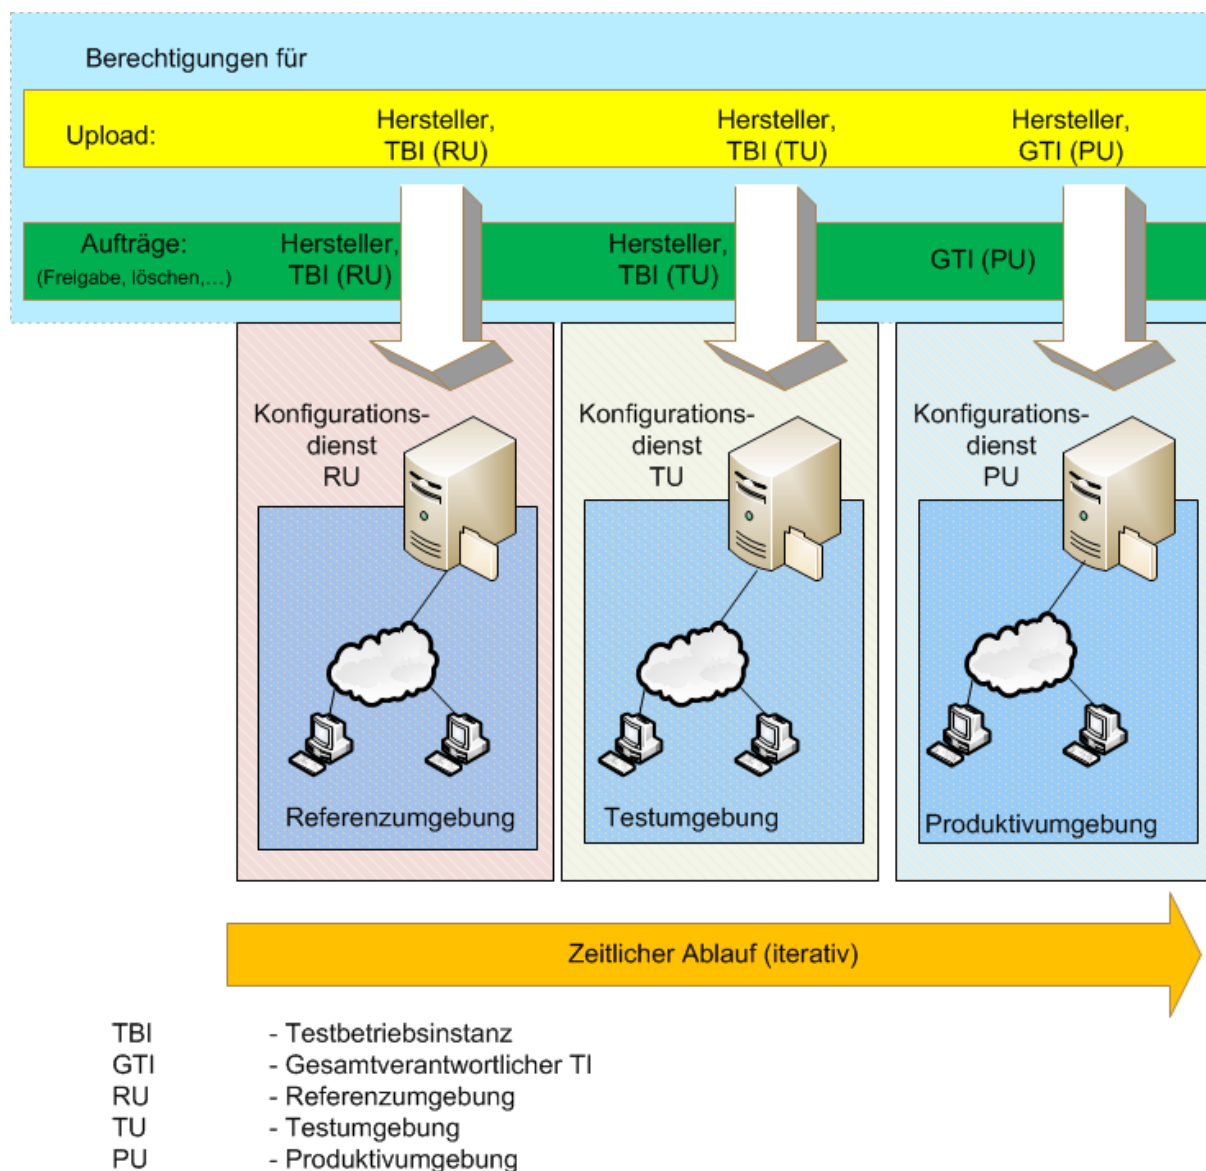 Berechtigungen für
Upload:
Hersteller,
TBI (RU)
Hersteller,
TBI (TU)
Hersteller,
GTI (PU)
Aufträge:
(Freigabe, löschen,...)
Hersteller,
TBI (RU)
Hersteller,
TBI (TU)
GTI (PU)
Konfigurations-
dienst
RU
Konfigurations-
dienst
TU
Konfigurations-
dienst
PU
Referenzumgebung
Testumgebung
Produktivumgebung
Zeitlicher Ablauf (iterativ)
TBI - Testbetriebsinstanz
GTI - Gesamtverantwortlicher TI
RU - Referenzumgebung
TU - Testumgebung
PU - Produktivumgebung